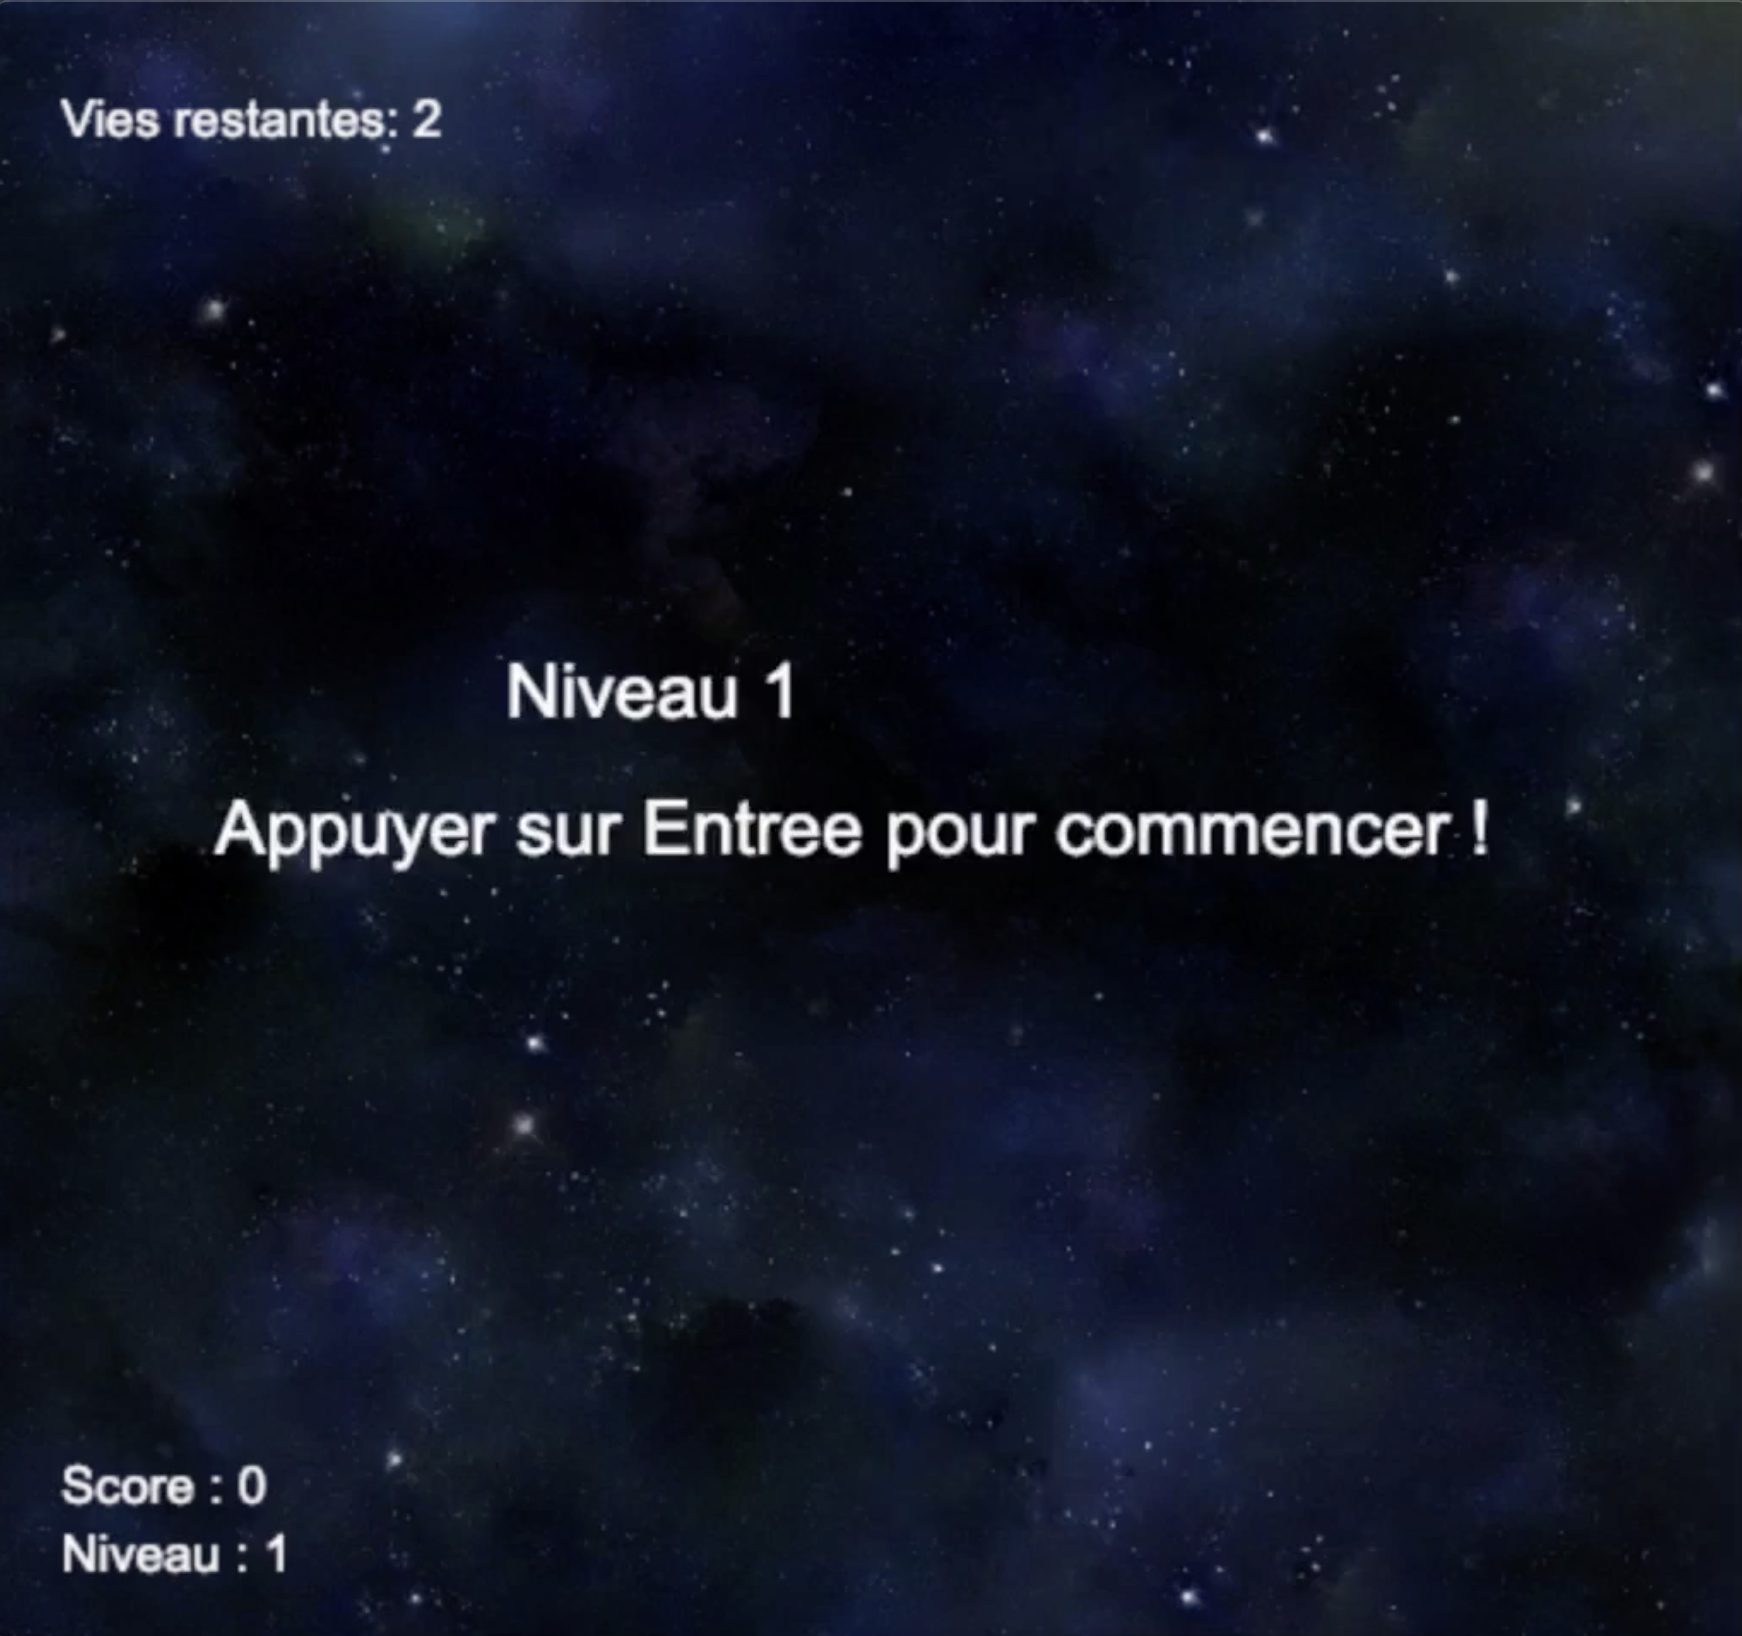 Vies restantes: 2
Niveau 1
Appuyer sur Entree pour commencer !
Score : 0
Niveau : 1